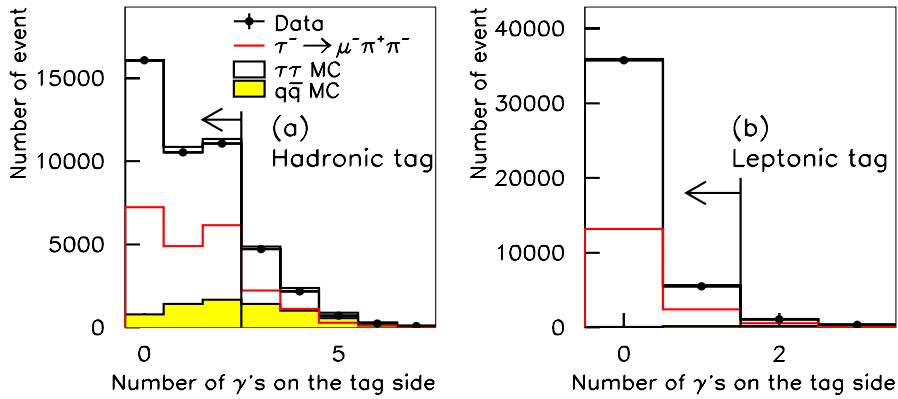 Number of event
15000
10000
5000
0
Data
τ⁻ → μ⁻π⁺π⁻
ττ MC
qq̅ MC
(a)
Hadronic tag
0 5
Number of γ's on the tag side
Number of event
40000
30000
20000
10000
0
(b)
Leptonic tag
0 2
Number of γ's on the tag side